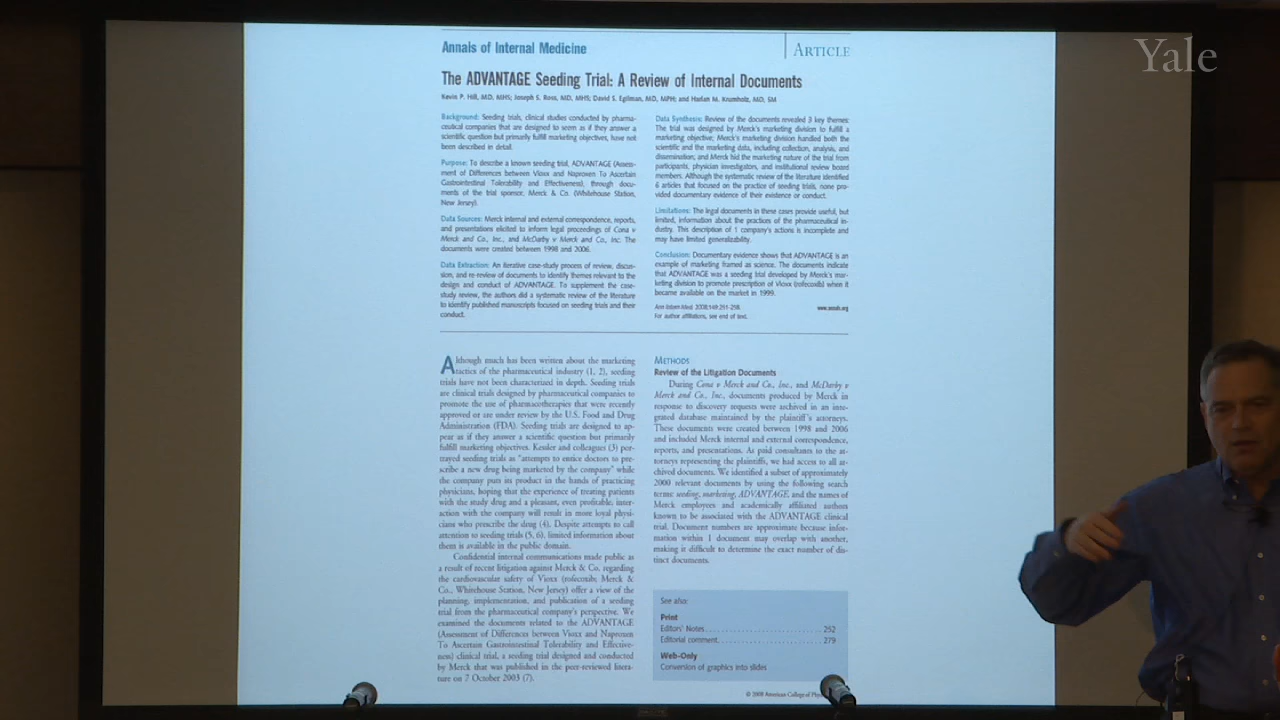 Yale
Annals of Internal Medicine
ARTICLE
The ADVANTAGE Seeding Trial: A Review of Internal Documents
Kevin P. Hill, MD, MHS; Joseph S. Ross, MD, MHS; David S. Egilman, MD, MPH; and Harlan M. Krumholz, MD, SM
Background: Seeding trials, clinical studies conducted by pharma-
ceutical companies that are designed to seem as if they answer a
scientific question but primarily fulfill marketing objectives, have not
been described in detail.
Purpose: To describe a known seeding trial, ADVANTAGE (Assess-
ment of Differences between Vioxx and Naproxen To Ascertain
Gastrointestinal Tolerability and Effectiveness), through docu-
ments of the trial sponsor, Merck & Co. (Whitehouse Station,
New Jersey).
Data Sources: Merck internal and external correspondence, reports,
and presentations elicited to inform legal proceedings of Cona v
Merck and Co., Inc., and McDarby v Merck and Co., Inc. The
documents were created between 1998 and 2006.
Data Extraction: An iterative case-study process of review, discus-
sion, and re-review of documents to identify themes relevant to the
design and conduct of ADVANTAGE. To supplement the case-
study review, the authors did a systematic review of the literature
to identify published manuscripts focused on seeding trials and their
conduct.
Data Synthesis: Review of the documents revealed 3 key themes:
The trial was designed by Merck's marketing division to fulfill a
marketing objective; Merck's marketing division handled both the
scientific and the marketing data, including collection, analysis, and
dissemination; and Merck hid the marketing nature of the trial from
participants, physician investigators, and institutional review board
members. Although the systematic review of the literature identified
6 articles that focused on the practice of seeding trials, none pro-
vided documentary evidence of their existence or conduct.
Limitations: The legal documents in these cases provide useful, but
limited, information about the practices of the pharmaceutical in-
dustry. This description of 1 company's actions is incomplete and
may have limited generalizability.
Conclusion: Documentary evidence shows that ADVANTAGE is an
example of marketing framed as science. The documents indicate
that ADVANTAGE was a seeding trial developed by Merck's mar-
keting division to promote prescription of Vioxx (rofecoxib) when it
became available on the market in 1999.
Ann Intern Med. 2008;149:251-258.
www.annals.org
For author affiliations, see end of text.
Although much has been written about the marketing
tactics of the pharmaceutical industry (1, 2), seeding
trials have not been characterized in depth. Seeding trials
are clinical trials designed by pharmaceutical companies to
promote the use of pharmacotherapies that were recently
approved or are under review by the U.S. Food and Drug
Administration (FDA). Seeding trials are designed to ap-
pear as if they answer a scientific question but primarily
fulfill marketing objectives. Kessler and colleagues (3) por-
trayed seeding trials as "attempts to entice doctors to pre-
scribe a new drug being marketed by the company" while
the company puts its product in the hands of practicing
physicians, hoping that the experience of treating patients
with the study drug and a pleasant, even profitable, inter-
action with the company will result in more loyal physi-
cians who prescribe the drug (4). Despite attempts to call
attention to seeding trials (5, 6), limited information about
them is available in the public domain.
Confidential internal communications made public as
a result of recent litigation against Merck & Co. regarding
the cardiovascular safety of Vioxx (rofecoxib; Merck &
Co., Whitehouse Station, New Jersey) offer a view of the
planning, implementation, and publication of a seeding
trial from the pharmaceutical company's perspective. We
examined the documents related to the ADVANTAGE
(Assessment of Differences between Vioxx and Naproxen
To Ascertain Gastrointestinal Tolerability and Effective-
ness) clinical trial, a seeding trial designed and conducted
by Merck that was published in the peer-reviewed litera-
ture on 7 October 2003 (7).
METHODS
Review of the Litigation Documents
During Cona v Merck and Co., Inc., and McDarby v
Merck and Co., Inc., documents produced by Merck in
response to discovery requests were archived in an inte-
grated database maintained by the plaintiff's attorneys.
These documents were created between 1998 and 2006
and included Merck internal and external correspondence,
reports, and presentations. As paid consultants to the at-
torneys representing the plaintiffs, we had access to all ar-
chived documents. We identified a subset of approximately
2000 relevant documents by using the following search
terms: seeding, marketing, ADVANTAGE, and the names of
Merck employees and academically affiliated authors
known to be associated with the ADVANTAGE clinical
trial. Document numbers are approximate because infor-
mation within 1 document may overlap with another,
making it difficult to determine the exact number of dis-
tinct documents.
See also:
Print
Editors' Notes. . . . . . . . . . . . . . . . . . . . . . . . . 252
Editorial comment. . . . . . . . . . . . . . . . . . . . . . 279
Web-Only
Conversion of graphics into slides
© 2008 American College of